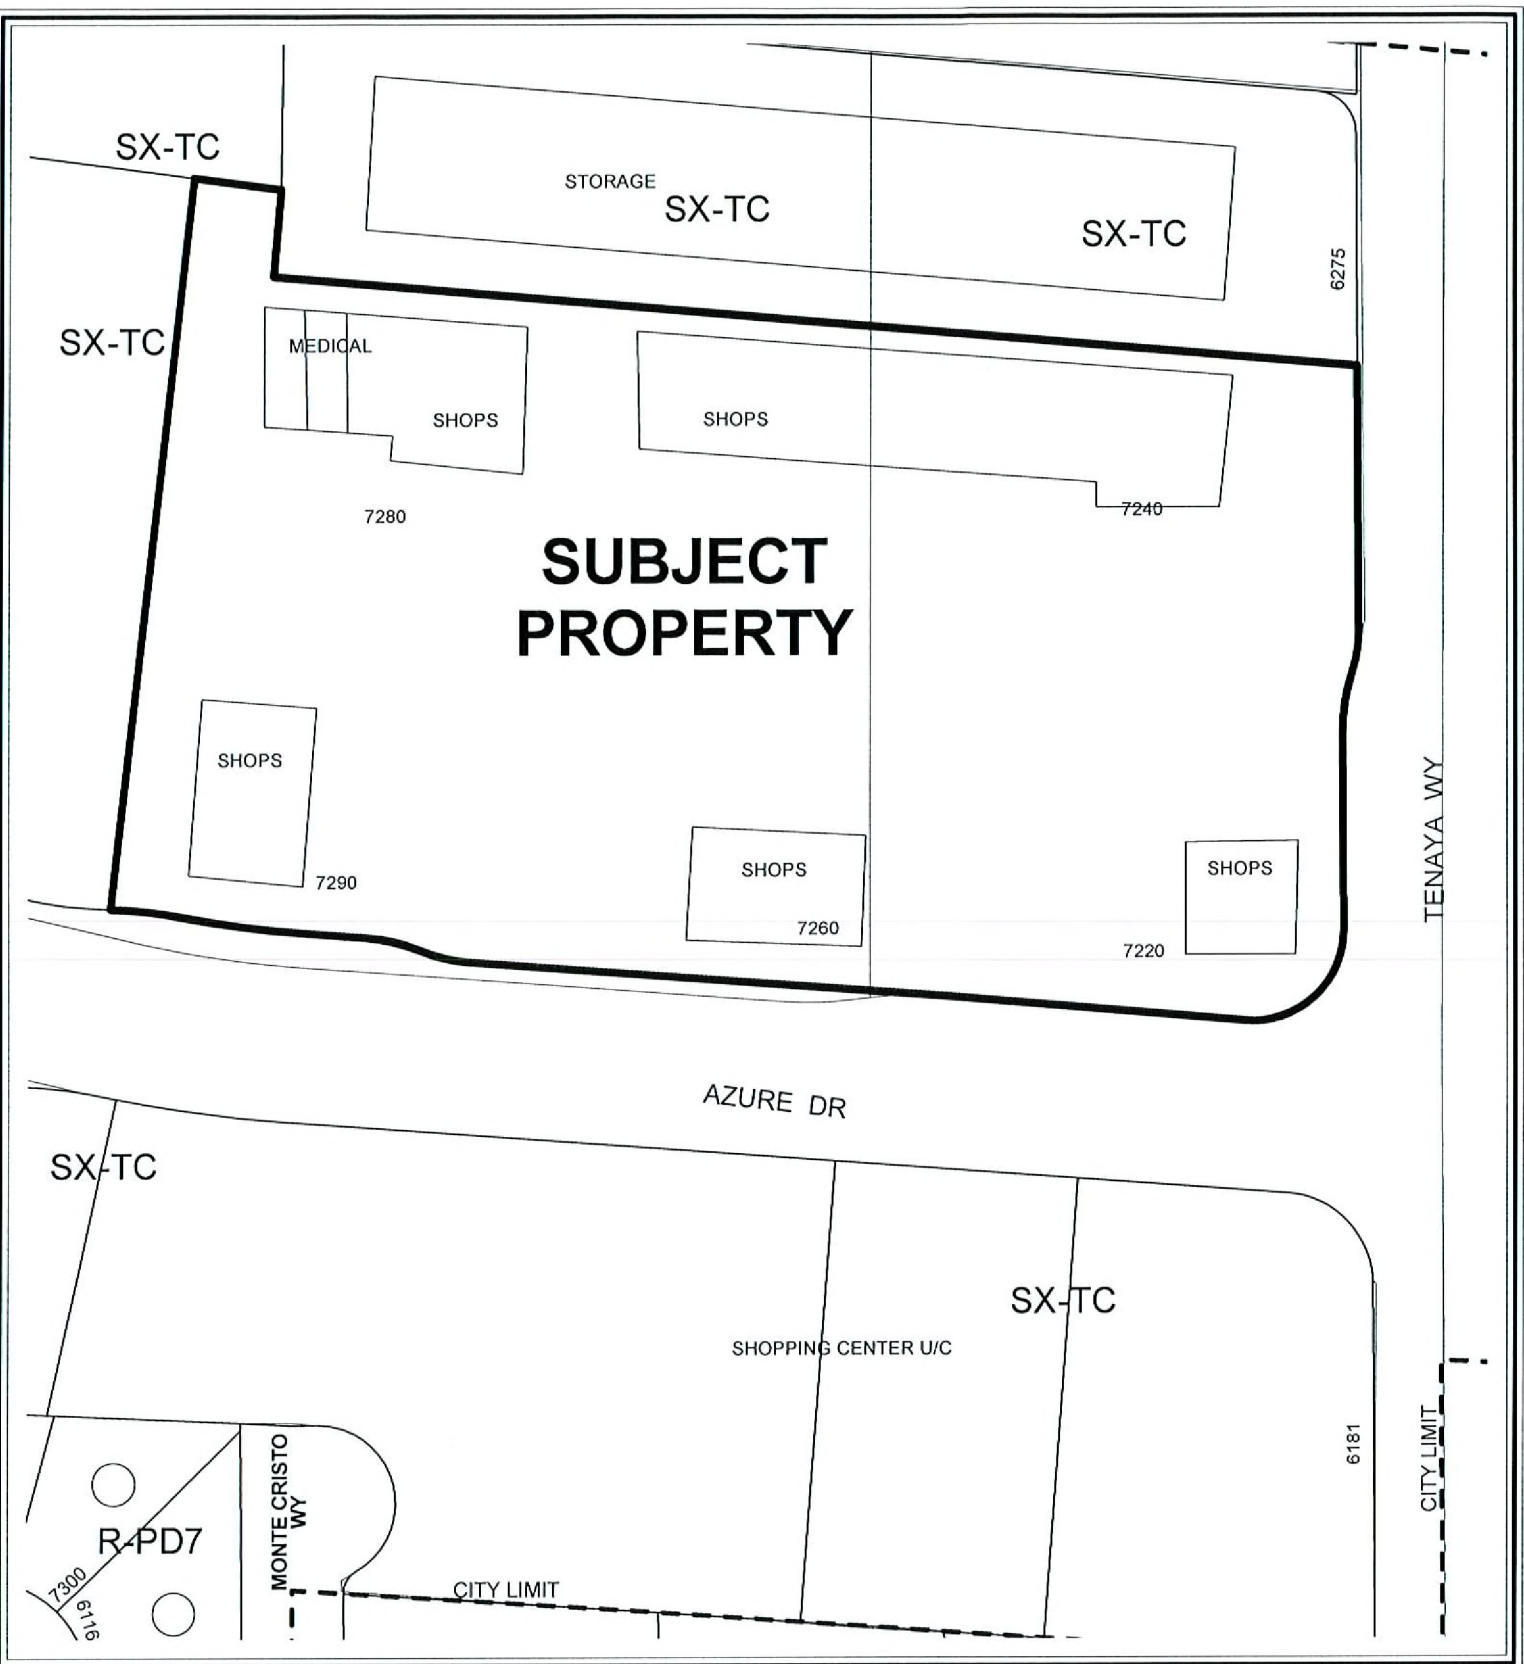 SX-TC
STORAGE
SX-TC
SX-TC
6275
SX-TC
MEDICAL
SHOPS
SHOPS
7280
7240
SUBJECT
PROPERTY
SHOPS
7290
SHOPS
7260
SHOPS
7220
TENAYA WY
AZURE DR
SX-TC
SX-TC
SHOPPING CENTER U/C
6181
CITY LIMIT
MONTE CRISTO
WY
R-PD7
7300
6116
CITY LIMIT